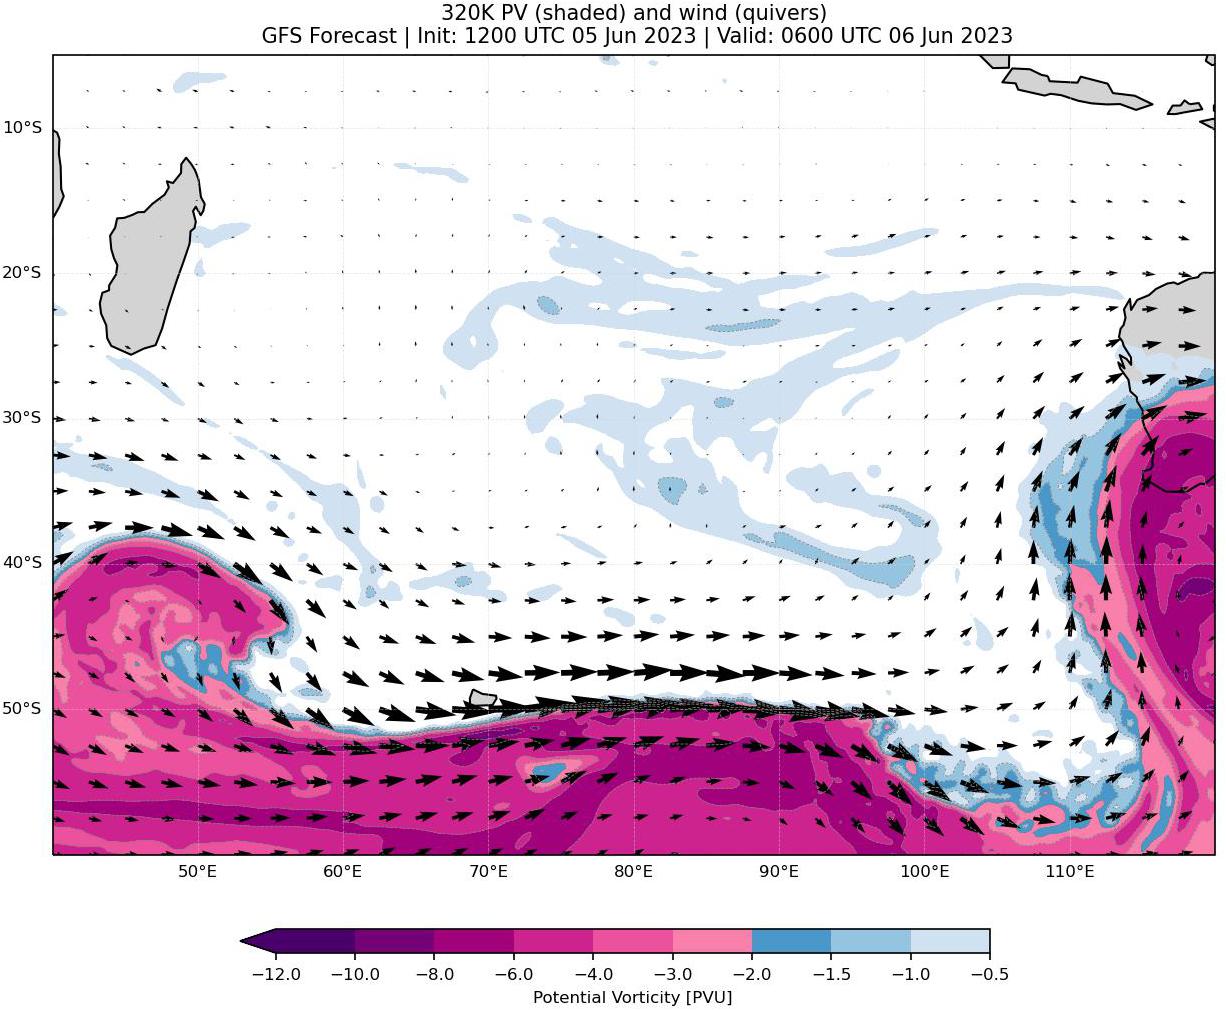 320K PV (shaded) and wind (quivers)
GFS Forecast | Init: 1200 UTC 05 Jun 2023 | Valid: 0600 UTC 06 Jun 2023
10°S
20°S
30°S
40°S
50°S
50°E 60°E 70°E 80°E 90°E 100°E 110°E
−12.0 −10.0 −8.0 −6.0 −4.0 −3.0 −2.0 −1.5 −1.0 −0.5
Potential Vorticity [PVU]